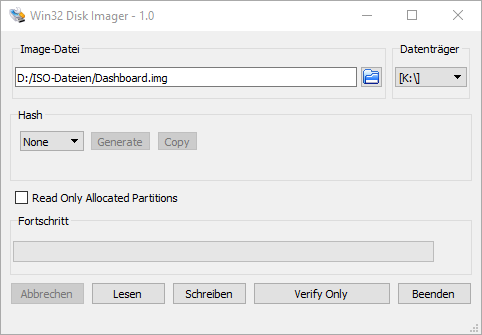 Win32 Disk Imager - 1.0
Image-Datei
Datenträger
D:/ISO-Dateien/Dashboard.img
[K:\]
Hash
None
Generate
Copy
Read Only Allocated Partitions
Fortschritt
Abbrechen
Lesen
Schreiben
Verify Only
Beenden